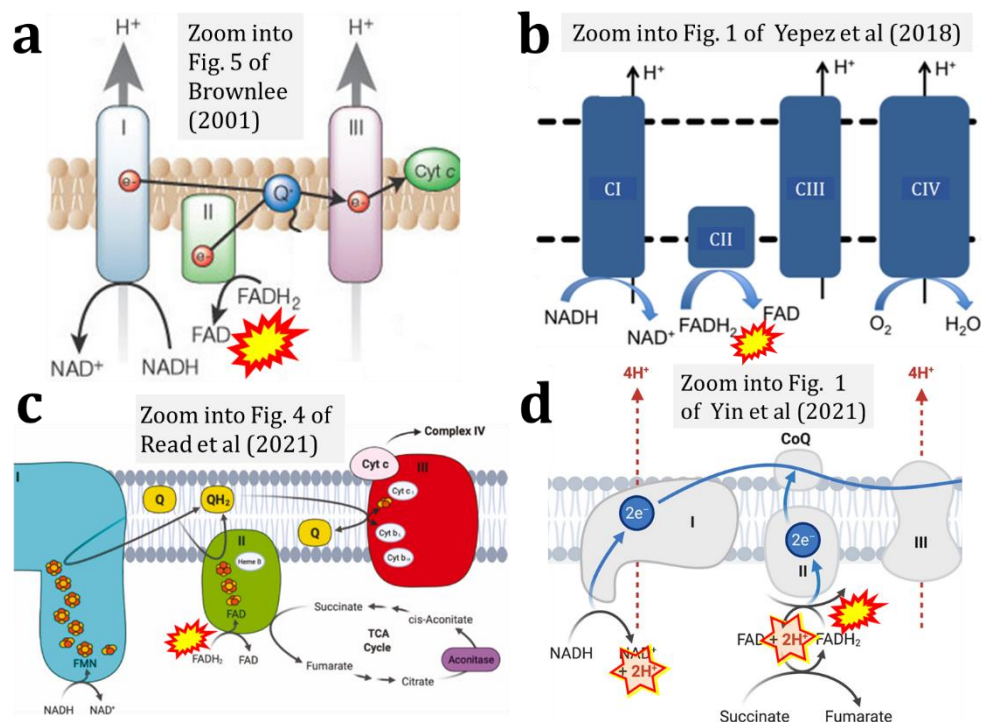 a
Zoom into
Fig. 5 of
Brownlee
(2001)
H⁺
H⁺
I
III
e-
Q·
e-
Cyt c
II
e-
FADH₂
FAD
NAD⁺
NADH
b
Zoom into Fig. 1 of Yepez et al (2018)
H⁺
H⁺
H⁺
CI
CII
CIII
CIV
NADH
NAD⁺
FADH₂
FAD
O₂
H₂O
c
Zoom into Fig. 4 of
Read et al (2021)
Complex IV
I
Cyt c
III
Q
QH₂
Cyt c₁
Q
II
Heme B
Cyt b
Cyt b
FAD
FADH₂
FAD
Succinate
cis-Aconitate
TCA
Cycle
Aconitase
Fumarate
Citrate
FMN
NADH
NAD⁺
d
Zoom into Fig. 1
of Yin et al (2021)
4H⁺
4H⁺
CoQ
2e⁻
I
2e⁻
II
III
NADH
NAD⁺
+ 2H⁺
FAD + 2H⁺
FADH₂
Succinate
Fumarate